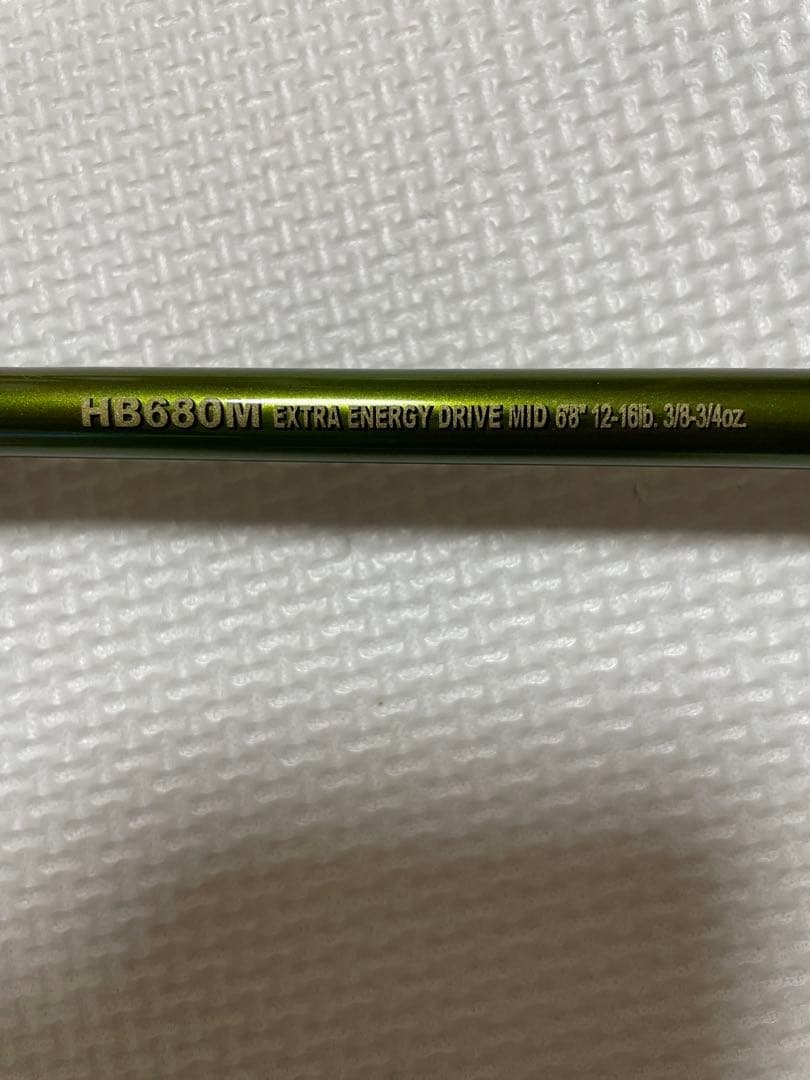 HB680M EXTRA ENERGY DRIVE MID 6'8" 12-16lb. 3/8-3/4oz.